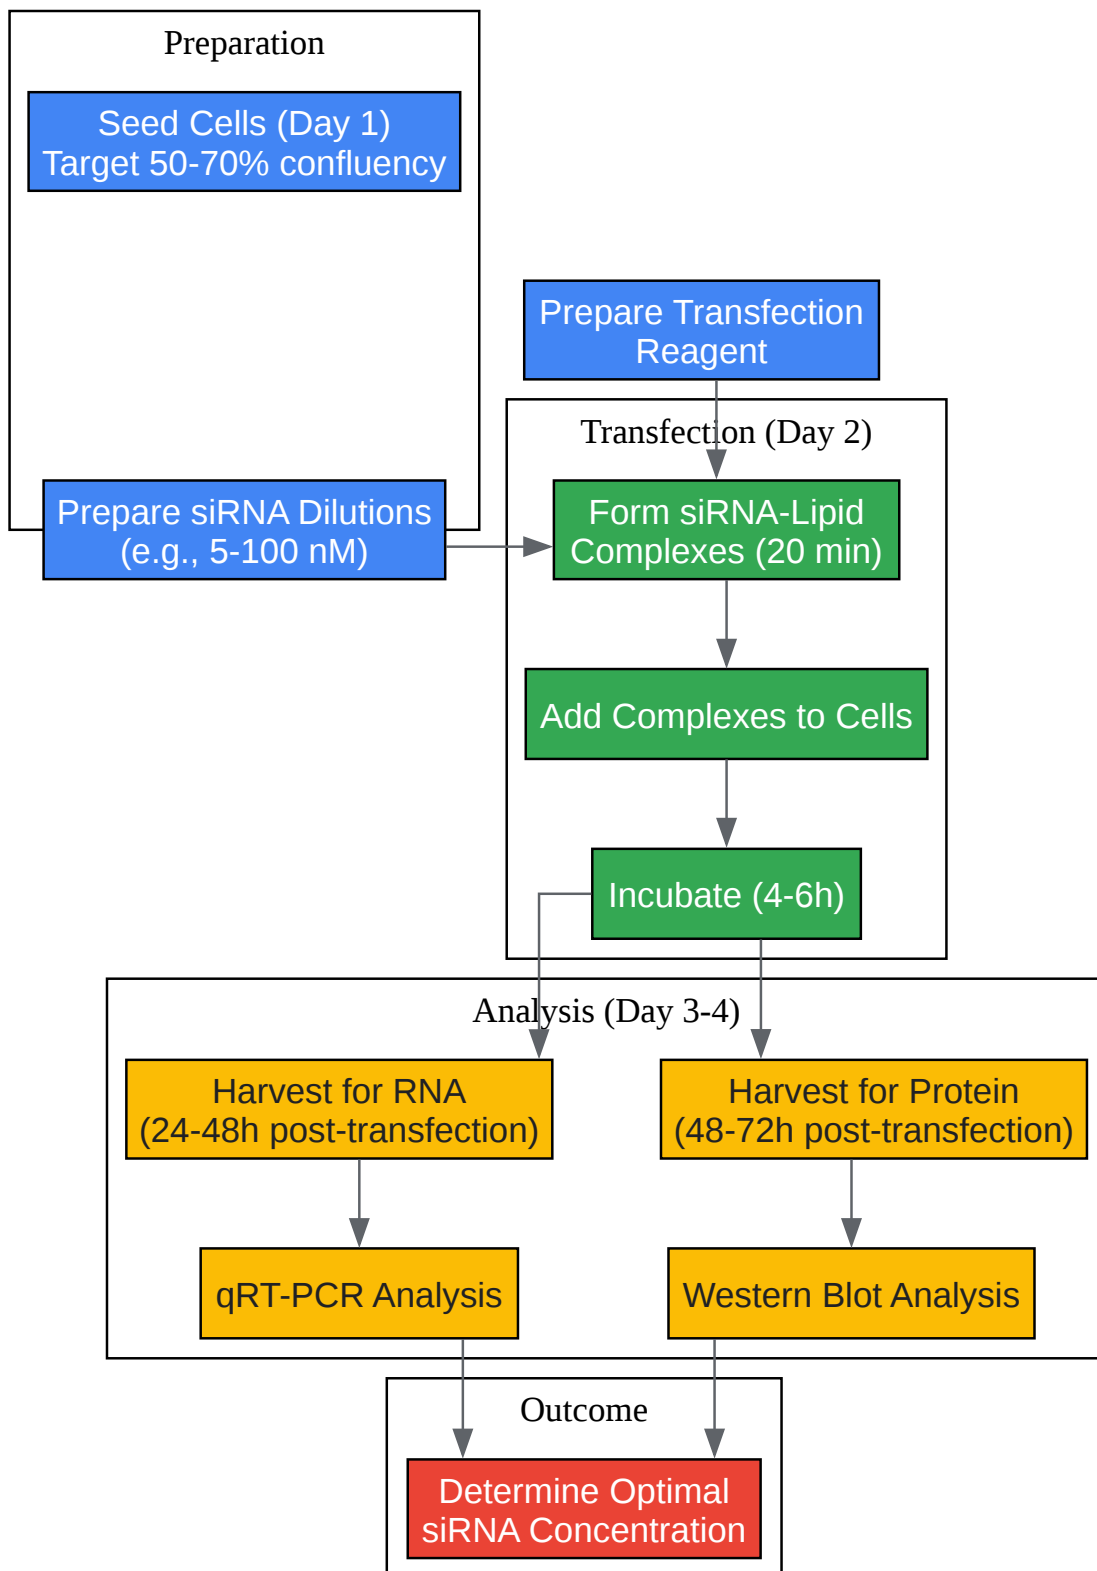 Preparation
Seed Cells (Day 1)
Target 50-70% confluency
Prepare Transfection
Reagent
Transfection (Day 2)
Prepare siRNA Dilutions
(e.g., 5-100 nM)
Form siRNA-Lipid
Complexes (20 min)
Add Complexes to Cells
Incubate (4-6h)
Analysis (Day 3-4)
Harvest for RNA
(24-48h post-transfection)
Harvest for Protein
(48-72h post-transfection)
qRT-PCR Analysis
Western Blot Analysis
Outcome
Determine Optimal
siRNA Concentration